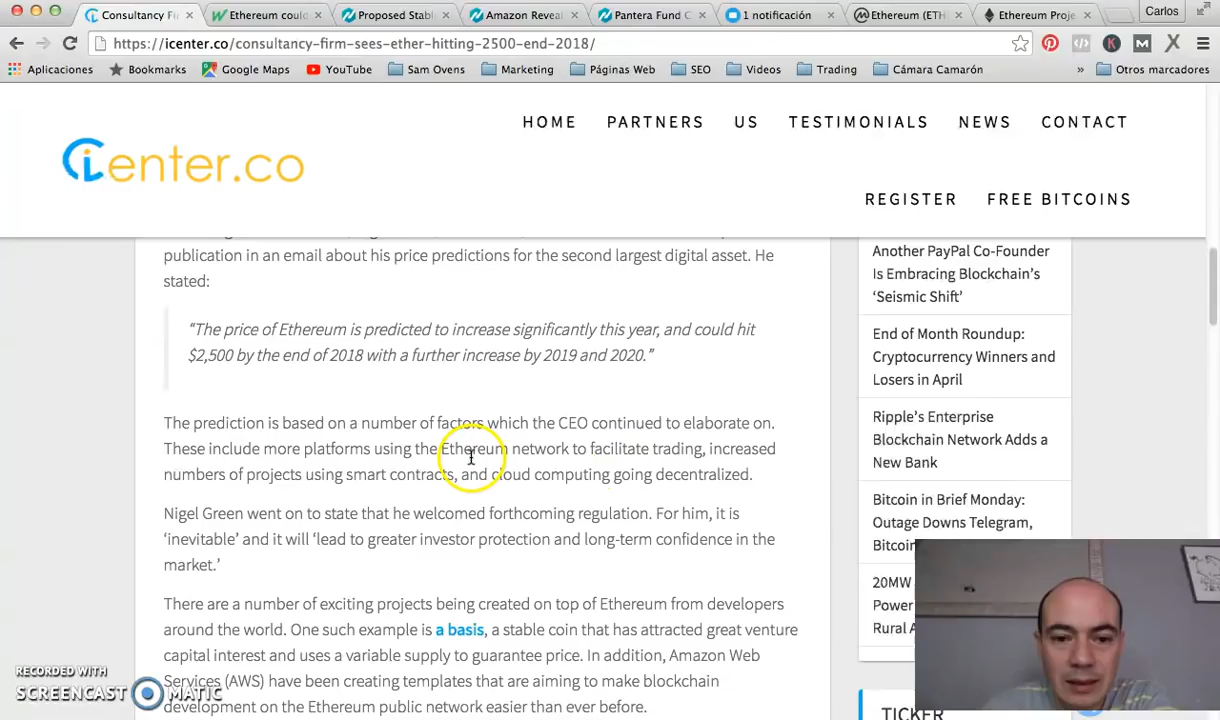 Consultancy Fi
Ethereum coul
Proposed Stabl
Amazon Reveal
Pantera Fund C
1 notificación
Ethereum (ETH
Ethereum Proje
Carlos
https://icenter.co/consultancy-firm-sees-ether-hitting-2500-end-2018/
Aplicaciones
Bookmarks
Google Maps
YouTube
Sam Ovens
Marketing
Páginas Web
SEO
Videos
Trading
Cámara Camarón
»
Otros marcadores
HOME PARTNERS US TESTIMONIALS NEWS CONTACT
icenter.co
REGISTER FREE BITCOINS
publication in an email about his price predictions for the second largest digital asset. He
stated:
“The price of Ethereum is predicted to increase significantly this year, and could hit
$2,500 by the end of 2018 with a further increase by 2019 and 2020.”
The prediction is based on a number of factors which the CEO continued to elaborate on.
These include more platforms using the Ethereum network to facilitate trading, increased
numbers of projects using smart contracts, and cloud computing going decentralized.
Nigel Green went on to state that he welcomed forthcoming regulation. For him, it is
‘inevitable’ and it will ‘lead to greater investor protection and long-term confidence in the
market.’
There are a number of exciting projects being created on top of Ethereum from developers
around the world. One such example is a basis, a stable coin that has attracted great venture
capital interest and uses a variable supply to guarantee price. In addition, Amazon Web
Services (AWS) have been creating templates that are aiming to make blockchain
development on the Ethereum public network easier than ever before.
Another PayPal Co-Founder
Is Embracing Blockchain’s
‘Seismic Shift’
End of Month Roundup:
Cryptocurrency Winners and
Losers in April
Ripple’s Enterprise
Blockchain Network Adds a
New Bank
Bitcoin in Brief Monday:
Outage Downs Telegram,
20MW
Power
Rural
TICKER
RECORDED WITH
SCREENCAST MATIC